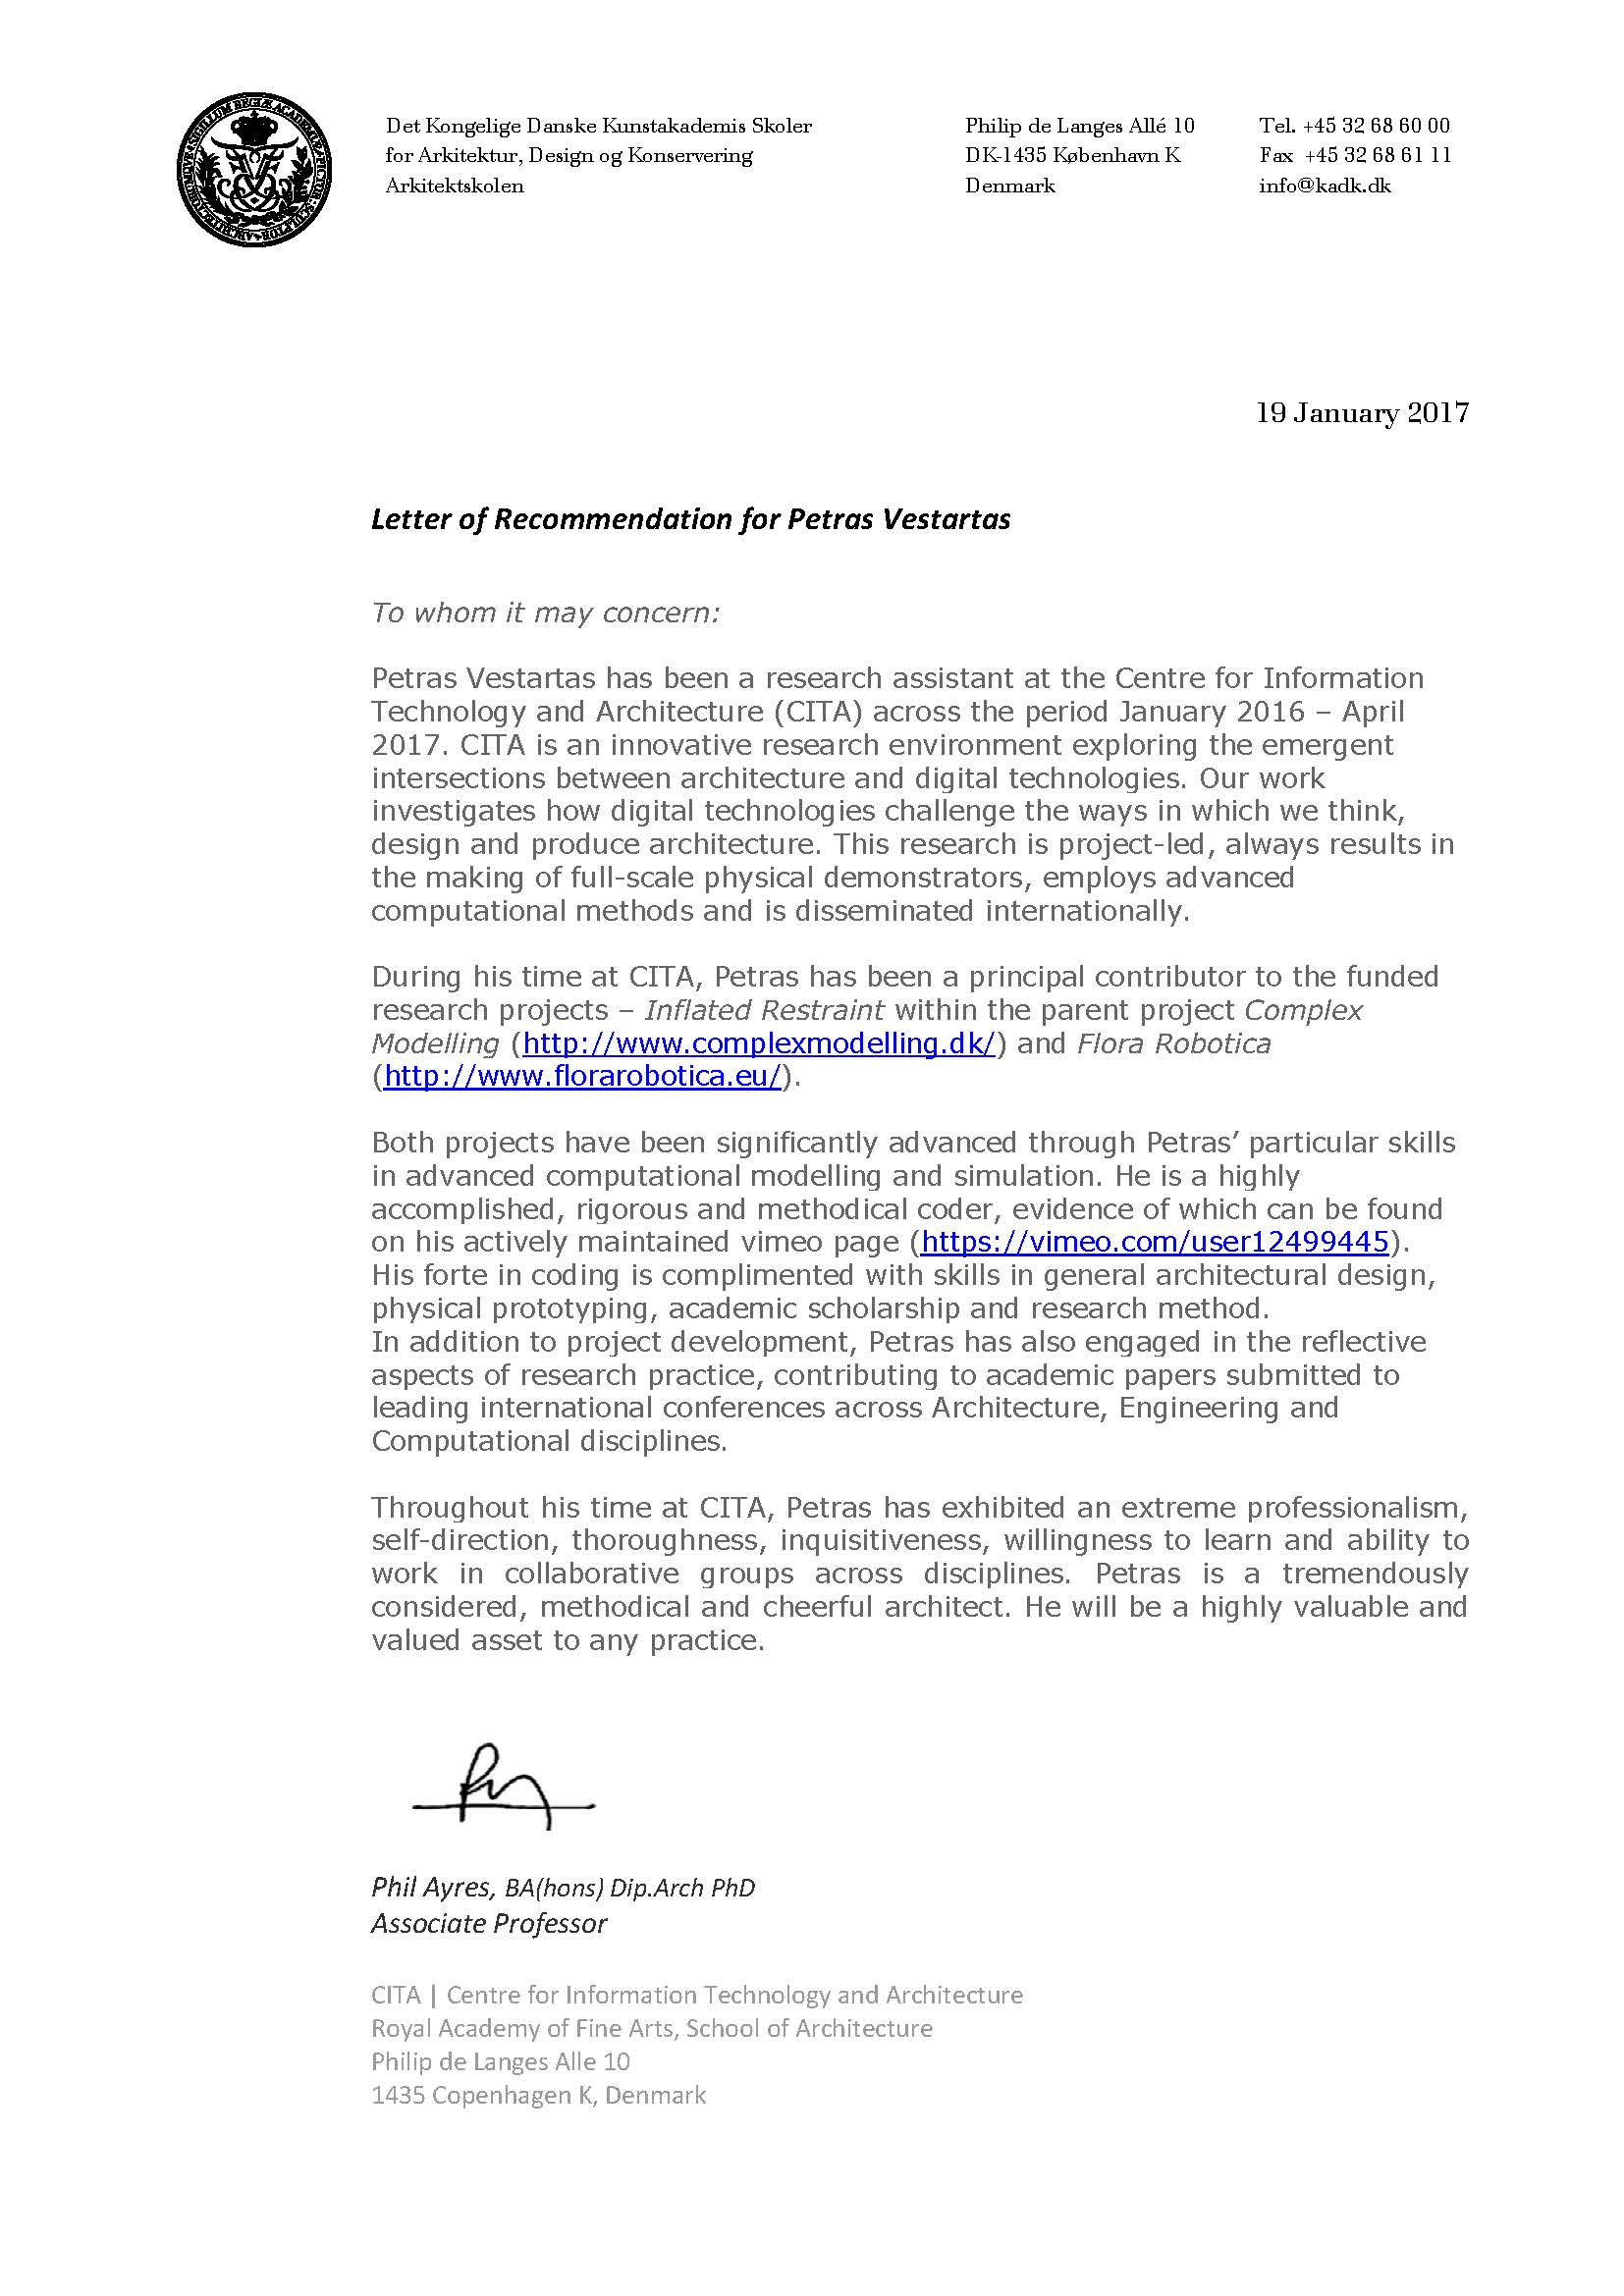 Det Kongelige Danske Kunstakademis Skoler
for Arkitektur, Design og Konservering
Arkitektskolen
Philip de Langes Allé 10
DK-1435 København K
Denmark
Tel. +45 32 68 60 00
Fax +45 32 68 61 11
info@kadk.dk
19 January 2017
Letter of Recommendation for Petras Vestartas
To whom it may concern:
Petras Vestartas has been a research assistant at the Centre for Information
Technology and Architecture (CITA) across the period January 2016 – April
2017. CITA is an innovative research environment exploring the emergent
intersections between architecture and digital technologies. Our work
investigates how digital technologies challenge the ways in which we think,
design and produce architecture. This research is project-led, always results in
the making of full-scale physical demonstrators, employs advanced
computational methods and is disseminated internationally.
During his time at CITA, Petras has been a principal contributor to the funded
research projects – Inflated Restraint within the parent project Complex
Modelling (http://www.complexmodelling.dk/) and Flora Robotica
(http://www.florarobotica.eu/).
Both projects have been significantly advanced through Petras’ particular skills
in advanced computational modelling and simulation. He is a highly
accomplished, rigorous and methodical coder, evidence of which can be found
on his actively maintained vimeo page (https://vimeo.com/user12499445).
His forte in coding is complimented with skills in general architectural design,
physical prototyping, academic scholarship and research method.
In addition to project development, Petras has also engaged in the reflective
aspects of research practice, contributing to academic papers submitted to
leading international conferences across Architecture, Engineering and
Computational disciplines.
Throughout his time at CITA, Petras has exhibited an extreme professionalism,
self-direction, thoroughness, inquisitiveness, willingness to learn and ability to
work in collaborative groups across disciplines. Petras is a tremendously
considered, methodical and cheerful architect. He will be a highly valuable and
valued asset to any practice.
Phil Ayres, BA(hons) Dip.Arch PhD
Associate Professor
CITA | Centre for Information Technology and Architecture
Royal Academy of Fine Arts, School of Architecture
Philip de Langes Alle 10
1435 Copenhagen K, Denmark